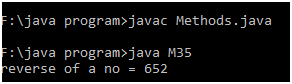 F:\java program>javac Methods.java
F:\java program>java M35
reverse of a no = 652